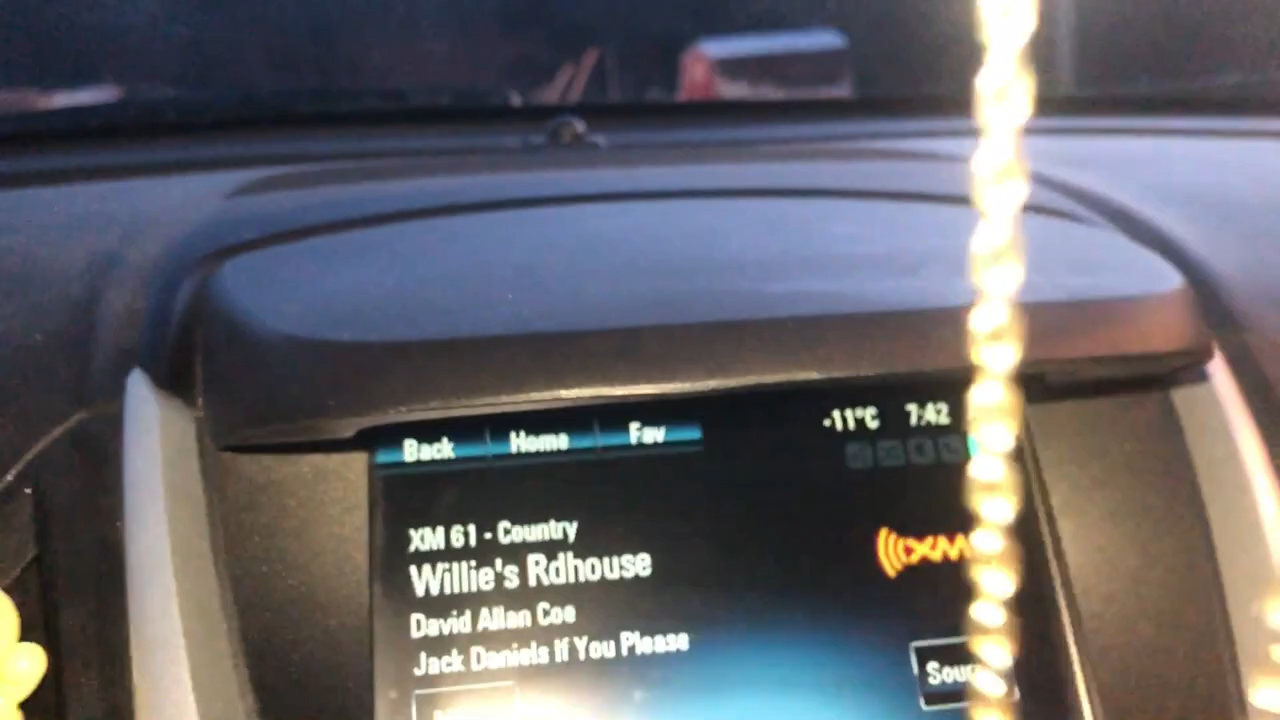 Back Home Fav -11°C 7:42
XM 61 - Country
Willie's Rdhouse
XM
David Allan Coe
Jack Daniels If You Please